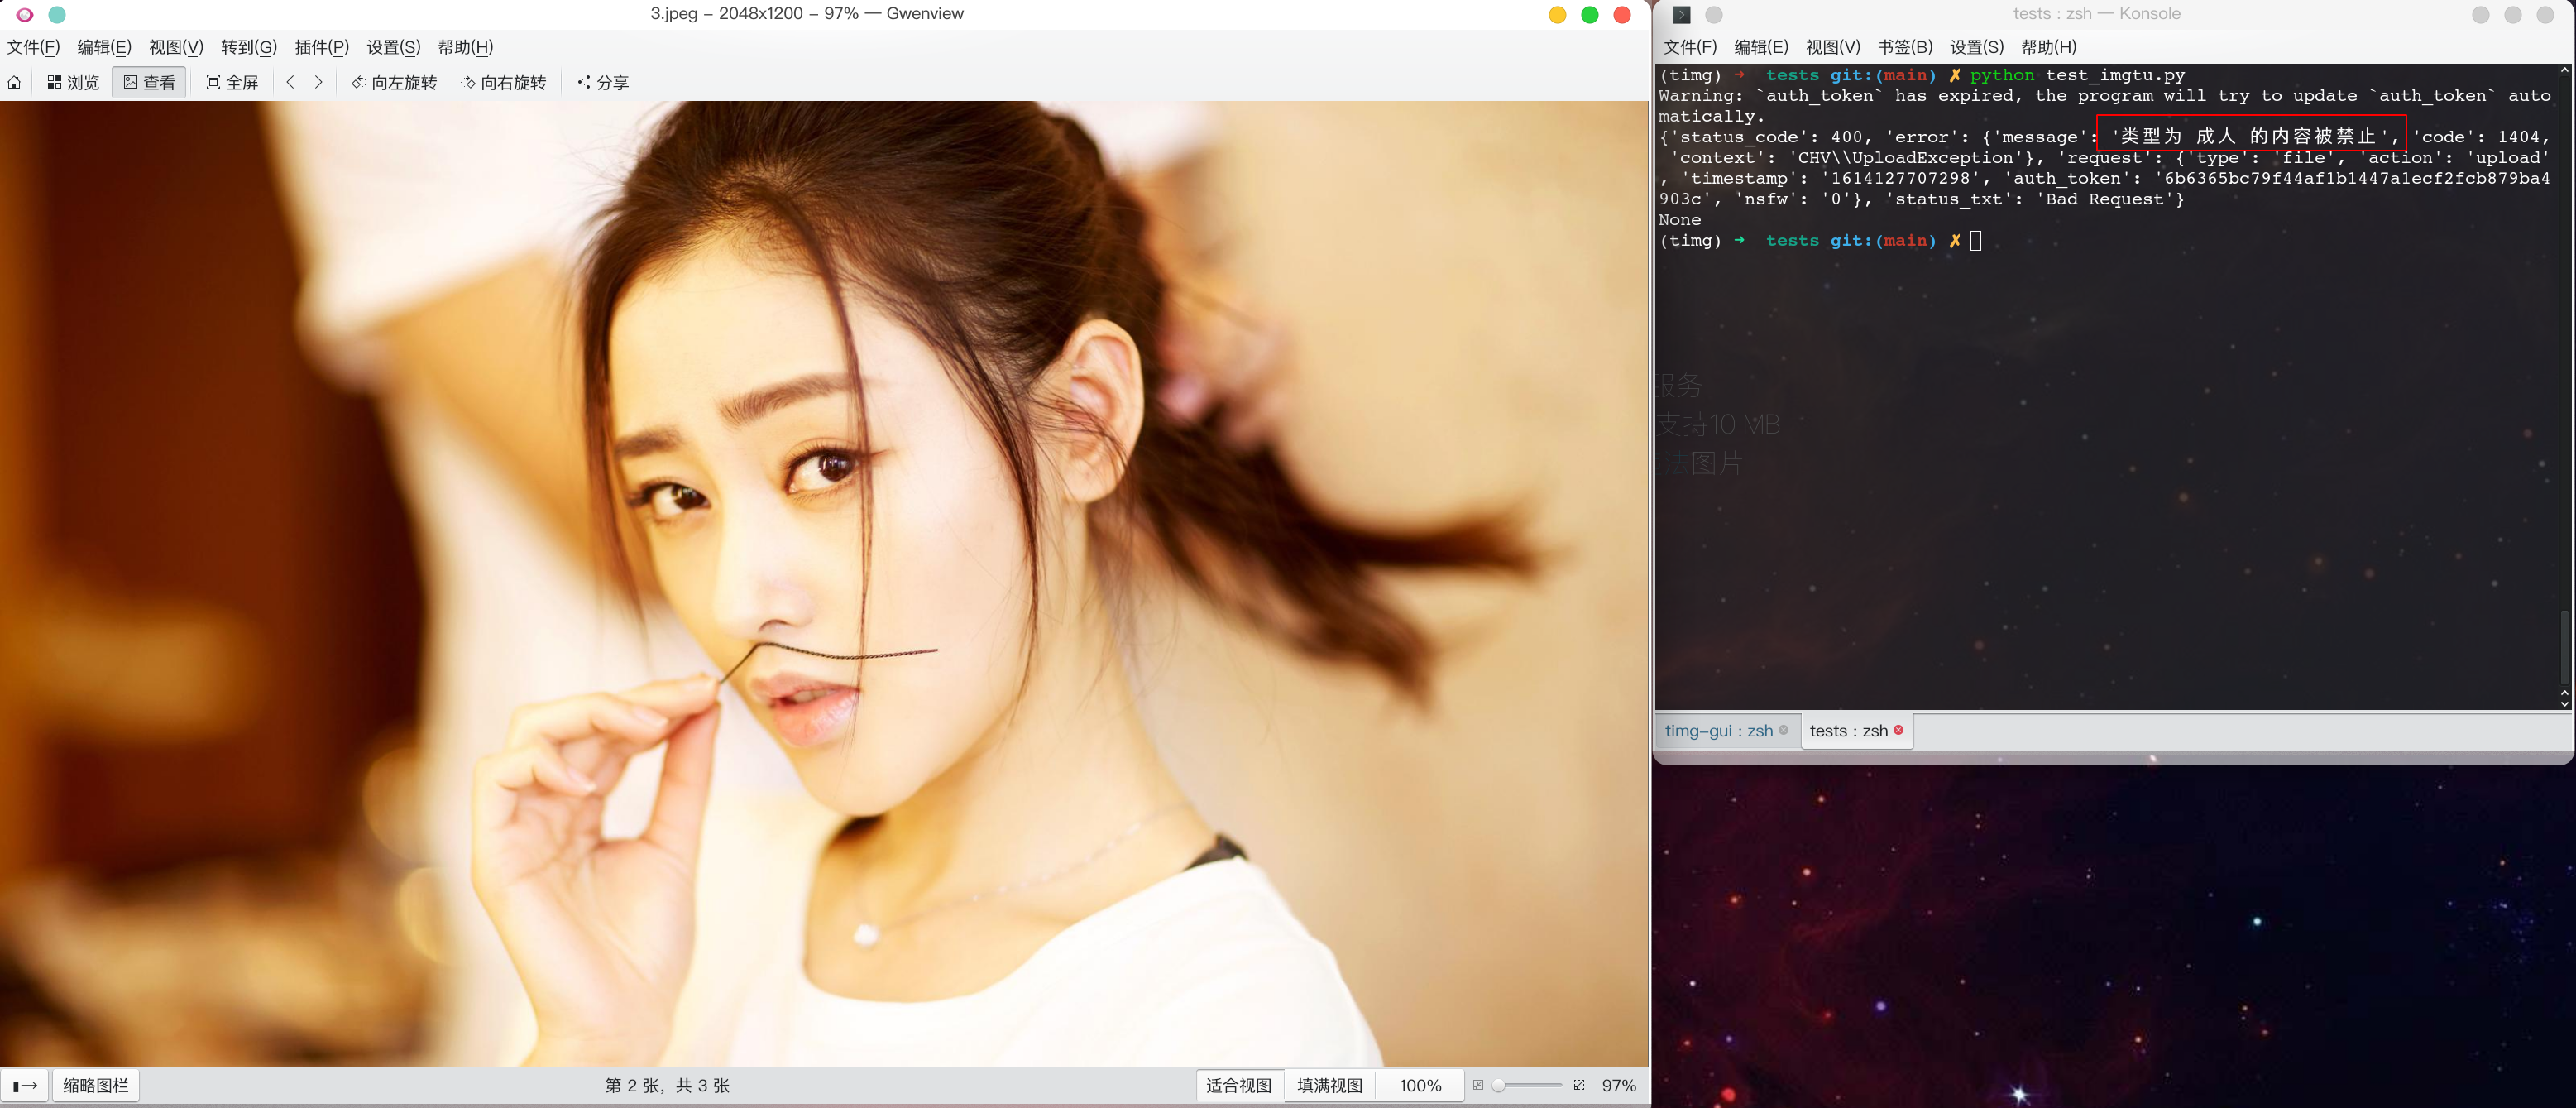 3.jpeg – 2048x1200 – 97% — Gwenview
文件(F) 编辑(E) 视图(V) 转到(G) 插件(P) 设置(S) 帮助(H)
浏览 查看 全屏 向左旋转 向右旋转 分享
缩略图栏 第 2 张, 共 3 张 适合视图 填满视图 100% 97%
tests : zsh — Konsole
文件(F) 编辑(E) 视图(V) 书签(B) 设置(S) 帮助(H)
(timg) ➜ tests git:(main) ✗ python test_imgtu.py
Warning: `auth_token` has expired, the program will try to update `auth_token` auto
matically.
{'status_code': 400, 'error': {'message': '类型为 成人 的内容被禁止', 'code': 1404,
'context': 'CHV\\UploadException'}, 'request': {'type': 'file', 'action': 'upload'
, 'timestamp': '1614127707298', 'auth_token': '6b6365bc79f44af1b1447a1ecf2fcb879ba4
903c', 'nsfw': '0'}, 'status_txt': 'Bad Request'}
None
(timg) ➜ tests git:(main) ✗
服务
支持10 MB
法图片
timg-gui : zsh tests : zsh